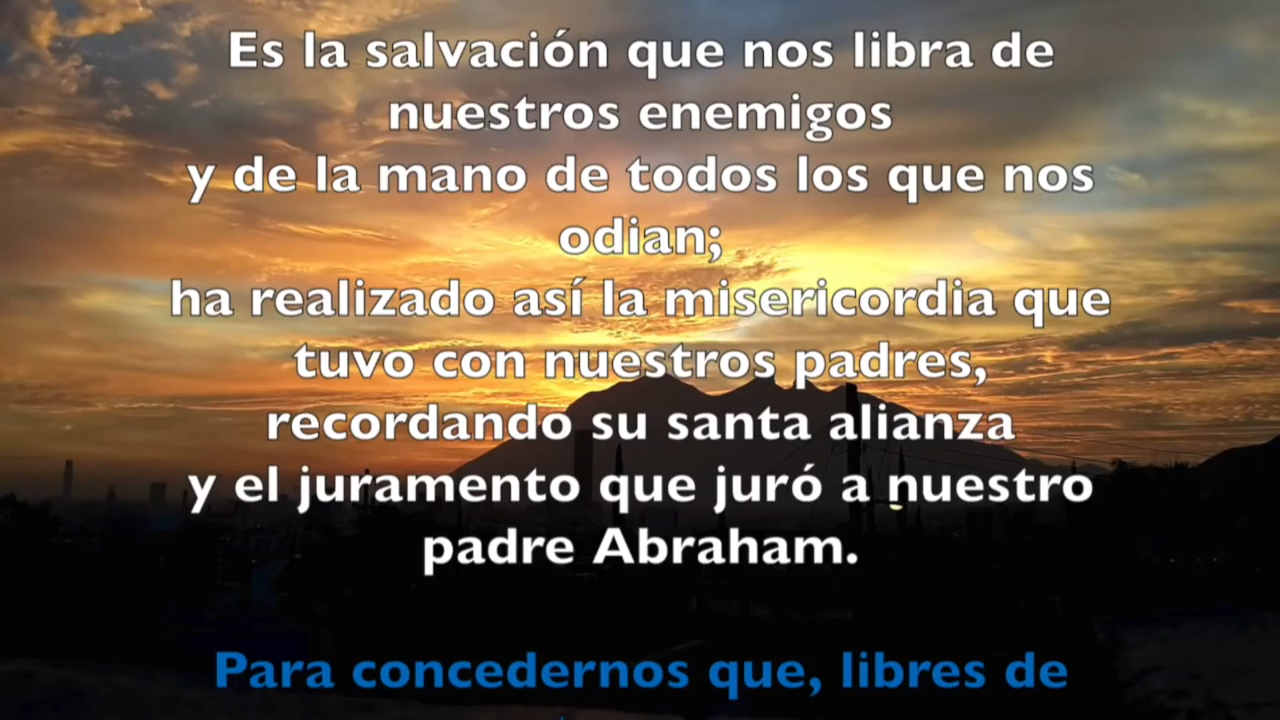 Es la salvación que nos libra de
nuestros enemigos
y de la mano de todos los que nos
odian;
ha realizado así la misericordia que
tuvo con nuestros padres,
recordando su santa alianza
y el juramento que juró a nuestro
padre Abraham.
Para concedernos que, libres de